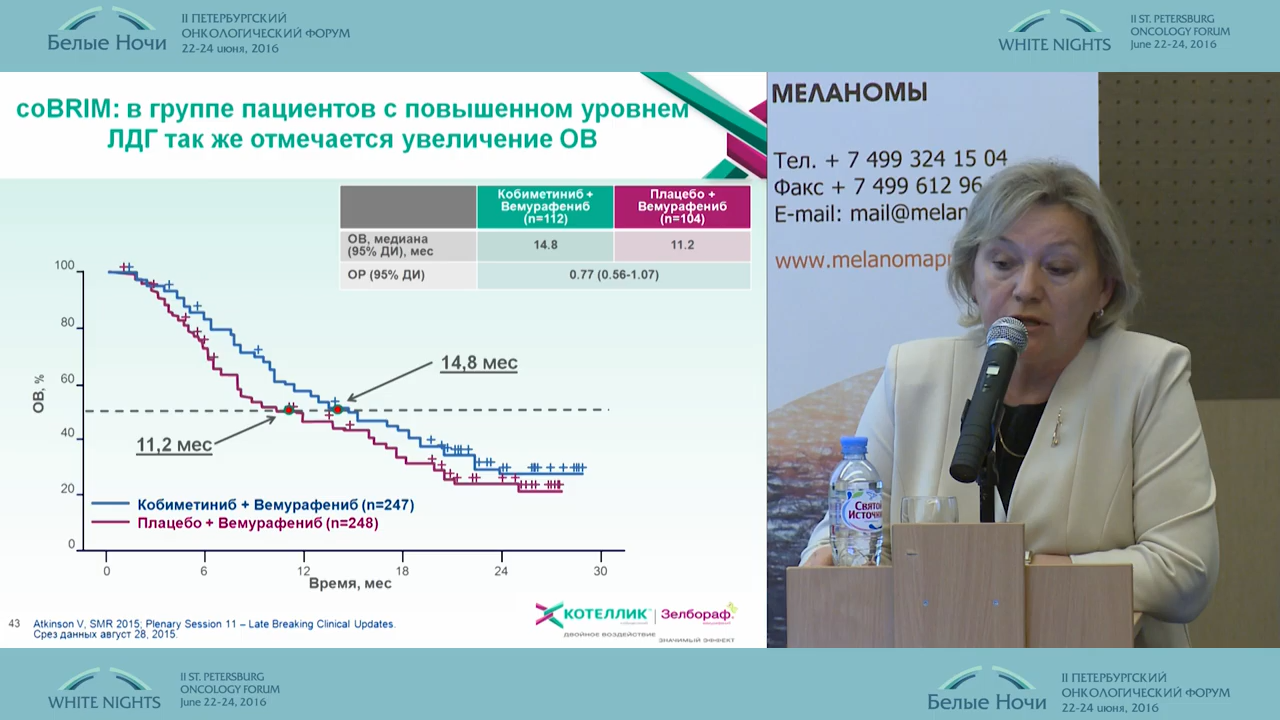 Белые Ночи
II ПЕТЕРБУРГСКИЙ
ОНКОЛОГИЧЕСКИЙ ФОРУМ
22-24 июня, 2016
WHITE NIGHTS
II ST. PETERSBURG
ONCOLOGY FORUM
June 22-24, 2016
coBRIM: в группе пациентов с повышенном уровнем
ЛДГ так же отмечается увеличение ОВ
Кобиметиниб +
Вемурафениб
(n=112)
Плацебо +
Вемурафениб
(n=104)
ОВ, медиана
(95% ДИ), мес
14.8
11.2
ОР (95% ДИ)
0.77 (0.56-1.07)
100
80
60
40
20
0
ОВ, %
14,8 мес
11,2 мес
Кобиметиниб + Вемурафениб (n=247)
Плацебо + Вемурафениб (n=248)
0
6
12
18
24
30
Время, мес
43
Atkinson V, SMR 2015; Plenary Session 11 – Late Breaking Clinical Updates.
Срез данных август 28, 2015.
КОТЕЛЛИК
Зелбораф
ДВОЙНОЕ ВОЗДЕЙСТВИЕ
ЗНАЧИМЫЙ ЭФФЕКТ
МЕЛАНОМЫ
Тел. + 7 499 324 15 04
Факс + 7 499 612 96
E-mail: mail@melan
www.melanomapr
Святой
Источник
WHITE NIGHTS
II ST. PETERSBURG
ONCOLOGY FORUM
June 22-24, 2016
Белые Ночи
II ПЕТЕРБУРГСКИЙ
ОНКОЛОГИЧЕСКИЙ ФОРУМ
22-24 июня, 2016